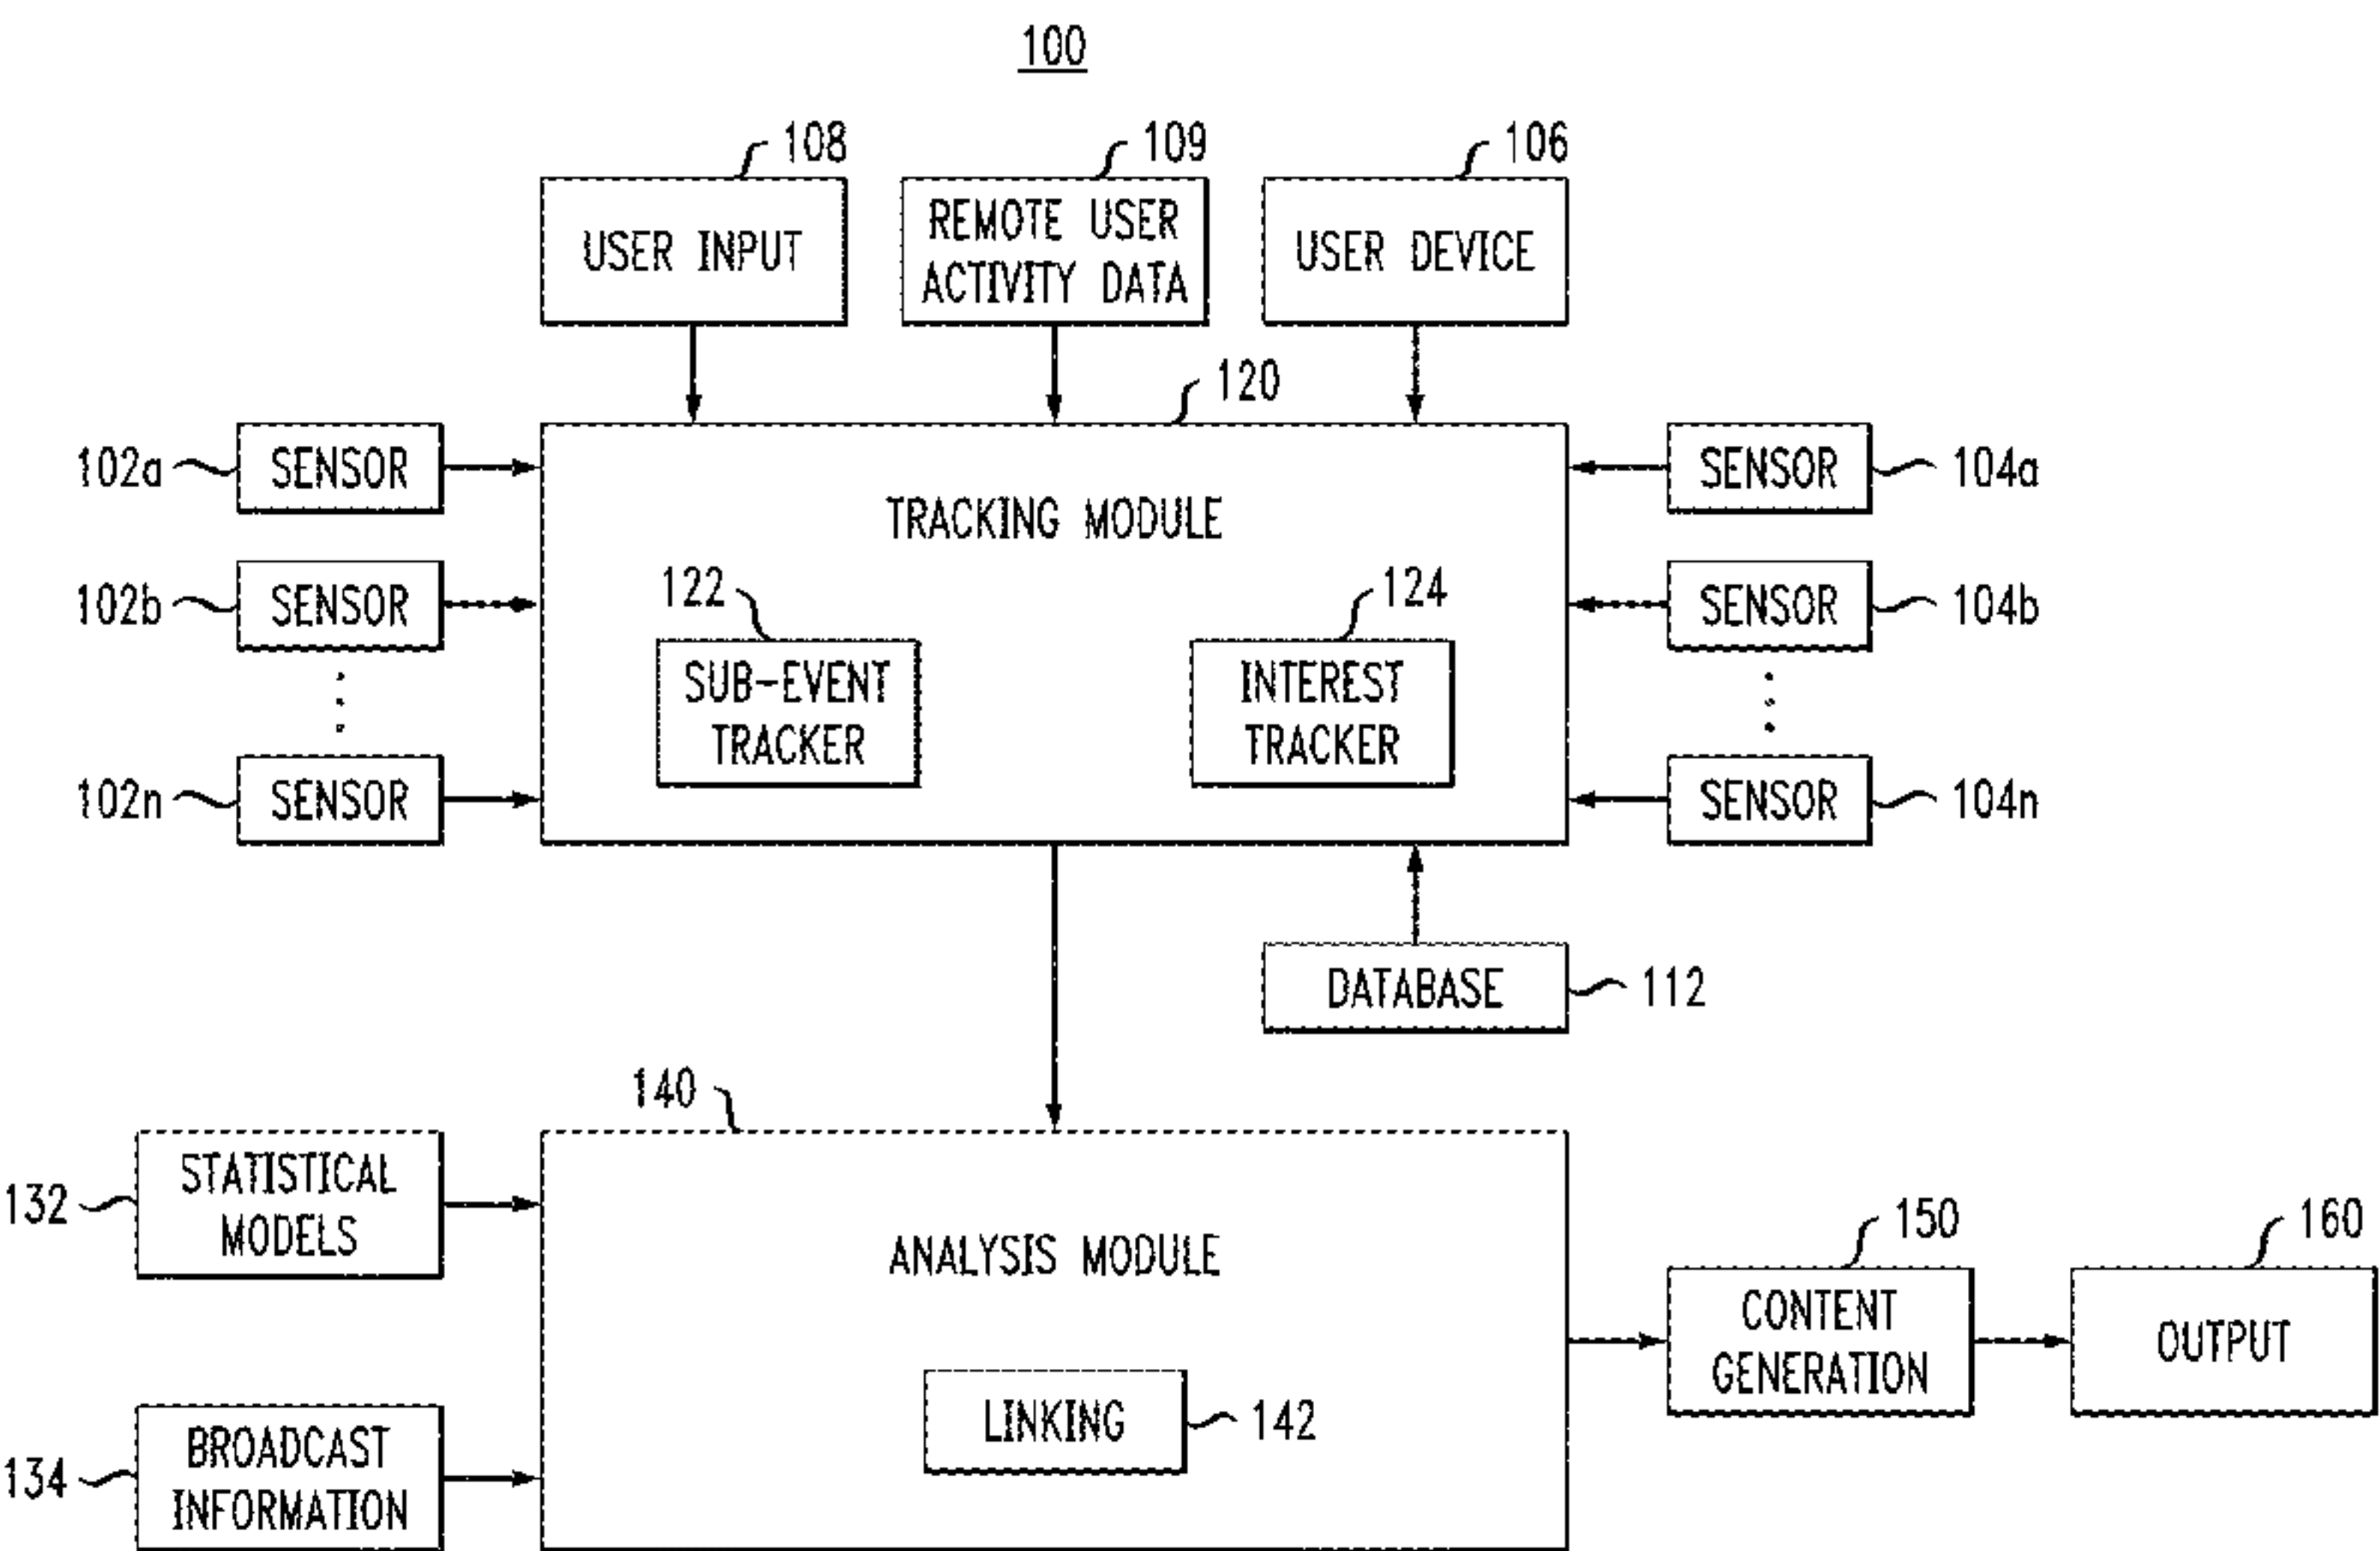 100
108
109
106
USER INPUT
REMOTE USER
ACTIVITY DATA
USER DEVICE
120
102a
SENSOR
SENSOR
104a
TRACKING MODULE
102b
SENSOR
122
124
SENSOR
104b
SUB-EVENT
TRACKER
INTEREST
TRACKER
102n
SENSOR
SENSOR
104n
DATABASE
112
140
132
STATISTICAL
MODELS
ANALYSIS MODULE
150
160
CONTENT
GENERATION
OUTPUT
LINKING
142
134
BROADCAST
INFORMATION